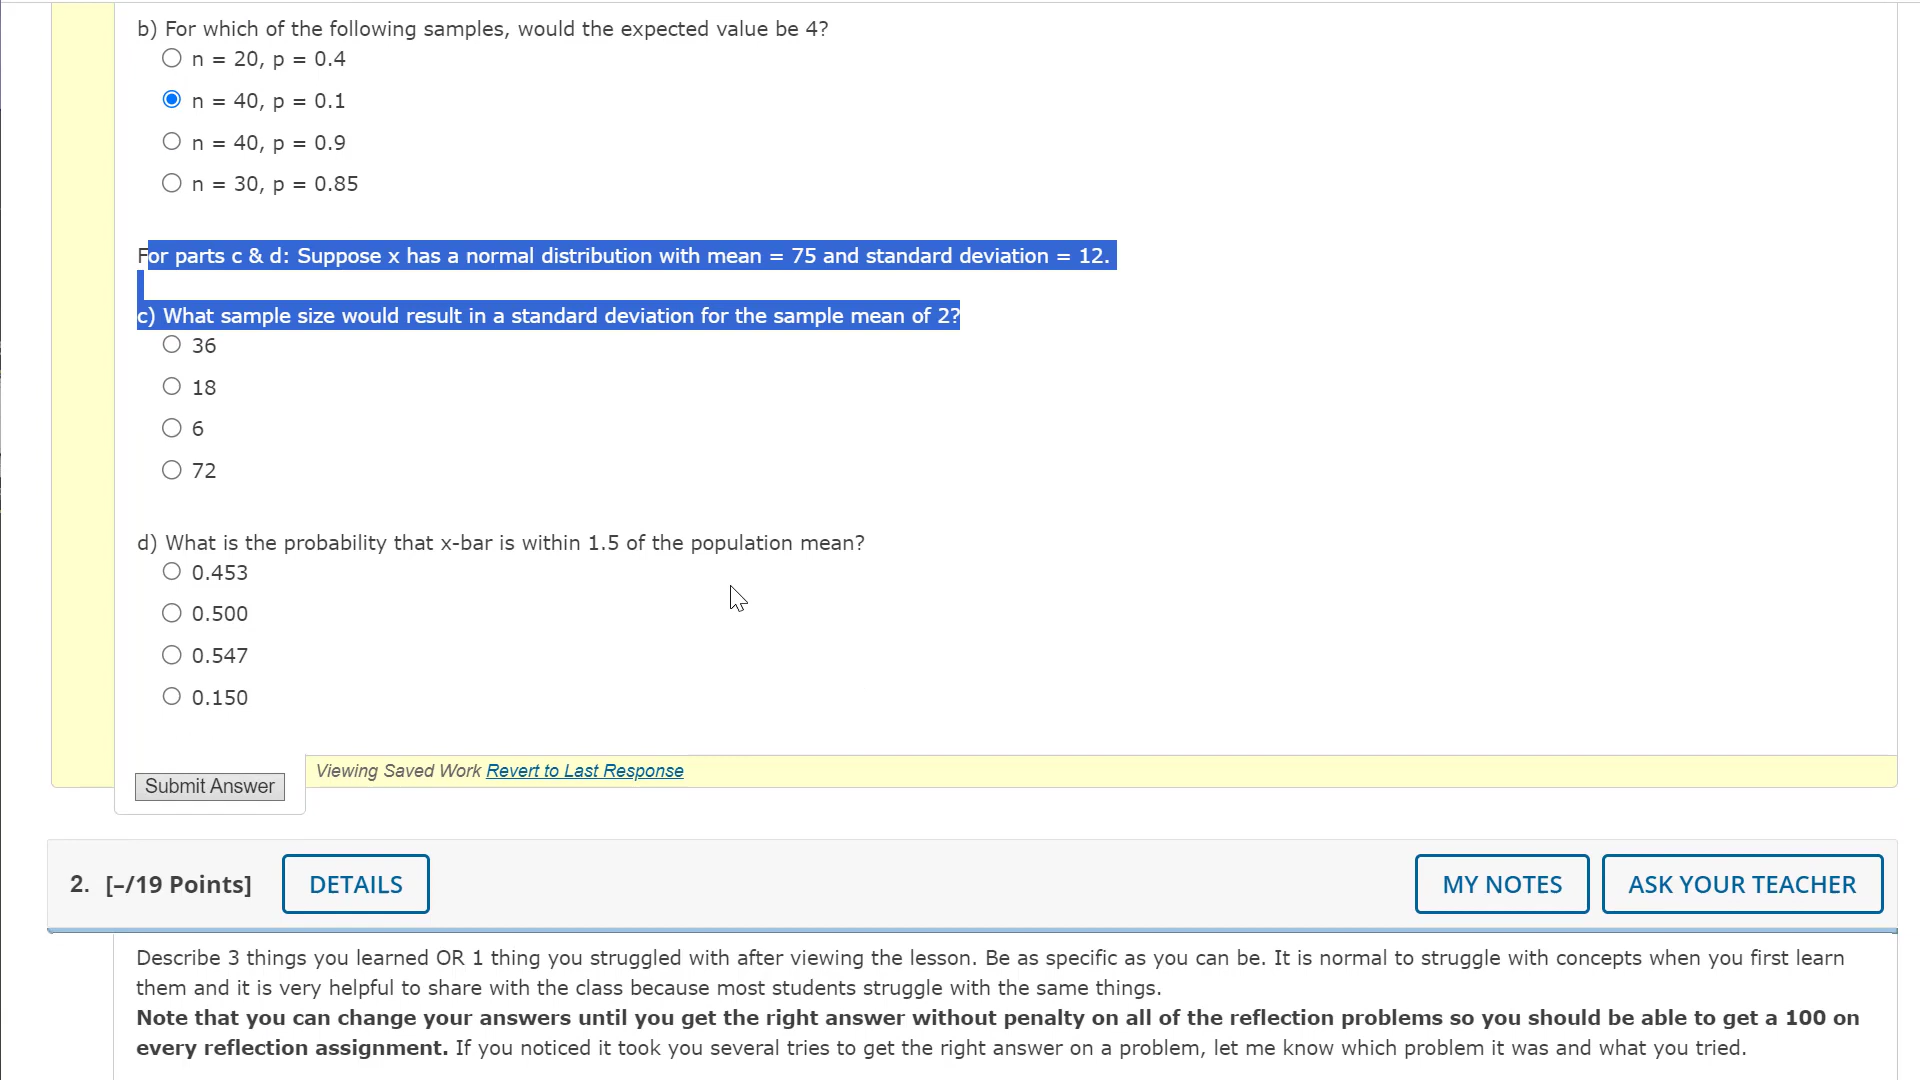 b) For which of the following samples, would the expected value be 4?
n = 20, p = 0.4
n = 40, p = 0.1
n = 40, p = 0.9
n = 30, p = 0.85
For parts c & d: Suppose x has a normal distribution with mean = 75 and standard deviation = 12.
c) What sample size would result in a standard deviation for the sample mean of 2?
36
18
6
72
d) What is the probability that x-bar is within 1.5 of the population mean?
0.453
0.500
0.547
0.150
Submit Answer
Viewing Saved Work Revert to Last Response
2. [–/19 Points] DETAILS MY NOTES ASK YOUR TEACHER
Describe 3 things you learned OR 1 thing you struggled with after viewing the lesson. Be as specific as you can be. It is normal to struggle with concepts when you first learn
them and it is very helpful to share with the class because most students struggle with the same things.
Note that you can change your answers until you get the right answer without penalty on all of the reflection problems so you should be able to get a 100 on
every reflection assignment. If you noticed it took you several tries to get the right answer on a problem, let me know which problem it was and what you tried.